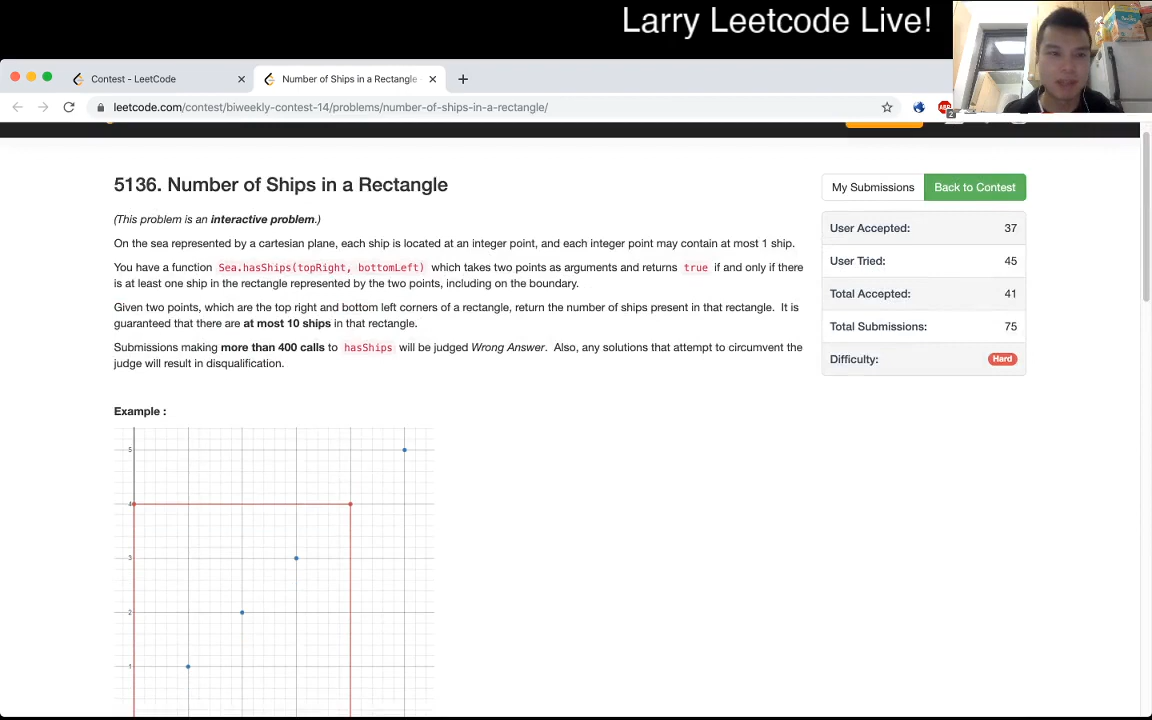 Larry Leetcode Live!
Contest - LeetCode
Number of Ships in a Rectangle
leetcode.com/contest/biweekly-contest-14/problems/number-of-ships-in-a-rectangle/
ABP
2
5136. Number of Ships in a Rectangle
My Submissions
Back to Contest
(This problem is an interactive problem.)
User Accepted: 37
On the sea represented by a cartesian plane, each ship is located at an integer point, and each integer point may contain at most 1 ship.
User Tried: 45
You have a function Sea.hasShips(topRight, bottomLeft) which takes two points as arguments and returns true if and only if there
is at least one ship in the rectangle represented by the two points, including on the boundary.
Total Accepted: 41
Given two points, which are the top right and bottom left corners of a rectangle, return the number of ships present in that rectangle. It is
guaranteed that there are at most 10 ships in that rectangle.
Total Submissions: 75
Submissions making more than 400 calls to hasShips will be judged Wrong Answer. Also, any solutions that attempt to circumvent the
judge will result in disqualification.
Difficulty: Hard
Example :
5
4
3
2
1